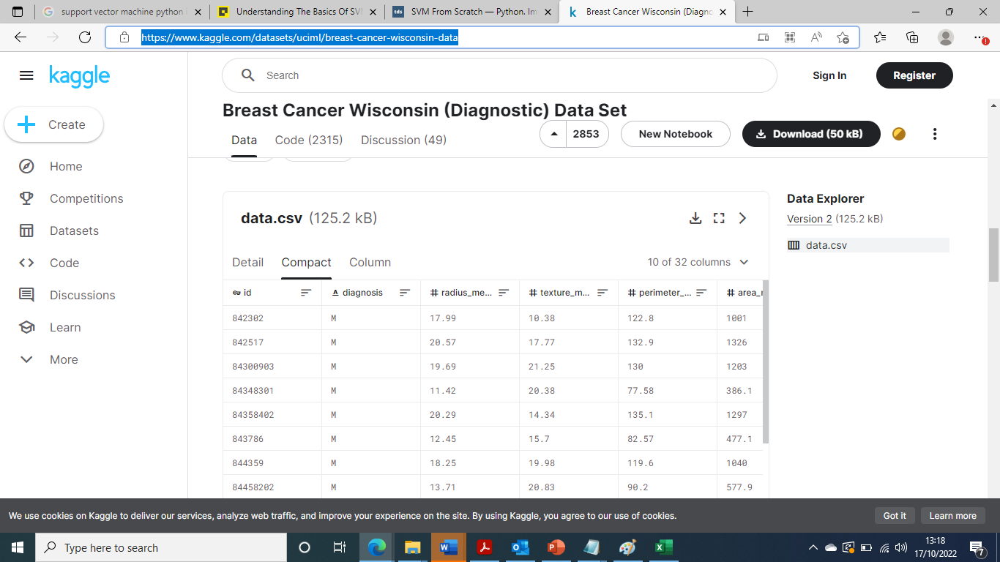 support vector machine python i
Understanding The Basics Of SV
SVM From Scratch — Python. Im
Breast Cancer Wisconsin (Diagno
https://www.kaggle.com/datasets/uciml/breast-cancer-wisconsin-data
kaggle
Search
Sign In
Register
Create
Home
Competitions
Datasets
Code
Discussions
Learn
More
Breast Cancer Wisconsin (Diagnostic) Data Set
Data Code (2315) Discussion (49)
2853
New Notebook
Download (50 kB)
data.csv (125.2 kB)
Detail Compact Column
10 of 32 columns
id diagnosis radius_me... texture_m... perimeter_... area_r
842302 M 17.99 10.38 122.8 1001
842517 M 20.57 17.77 132.9 1326
84300903 M 19.69 21.25 130 1203
84348301 M 11.42 20.38 77.58 386.1
84358402 M 20.29 14.34 135.1 1297
843786 M 12.45 15.7 82.57 477.1
844359 M 18.25 19.98 119.6 1040
84458202 M 13.71 20.83 90.2 577.9
Data Explorer
Version 2 (125.2 kB)
data.csv
We use cookies on Kaggle to deliver our services, analyze web traffic, and improve your experience on the site. By using Kaggle, you agree to our use of cookies.
Got it
Learn more
Type here to search
13:18
17/10/2022
7